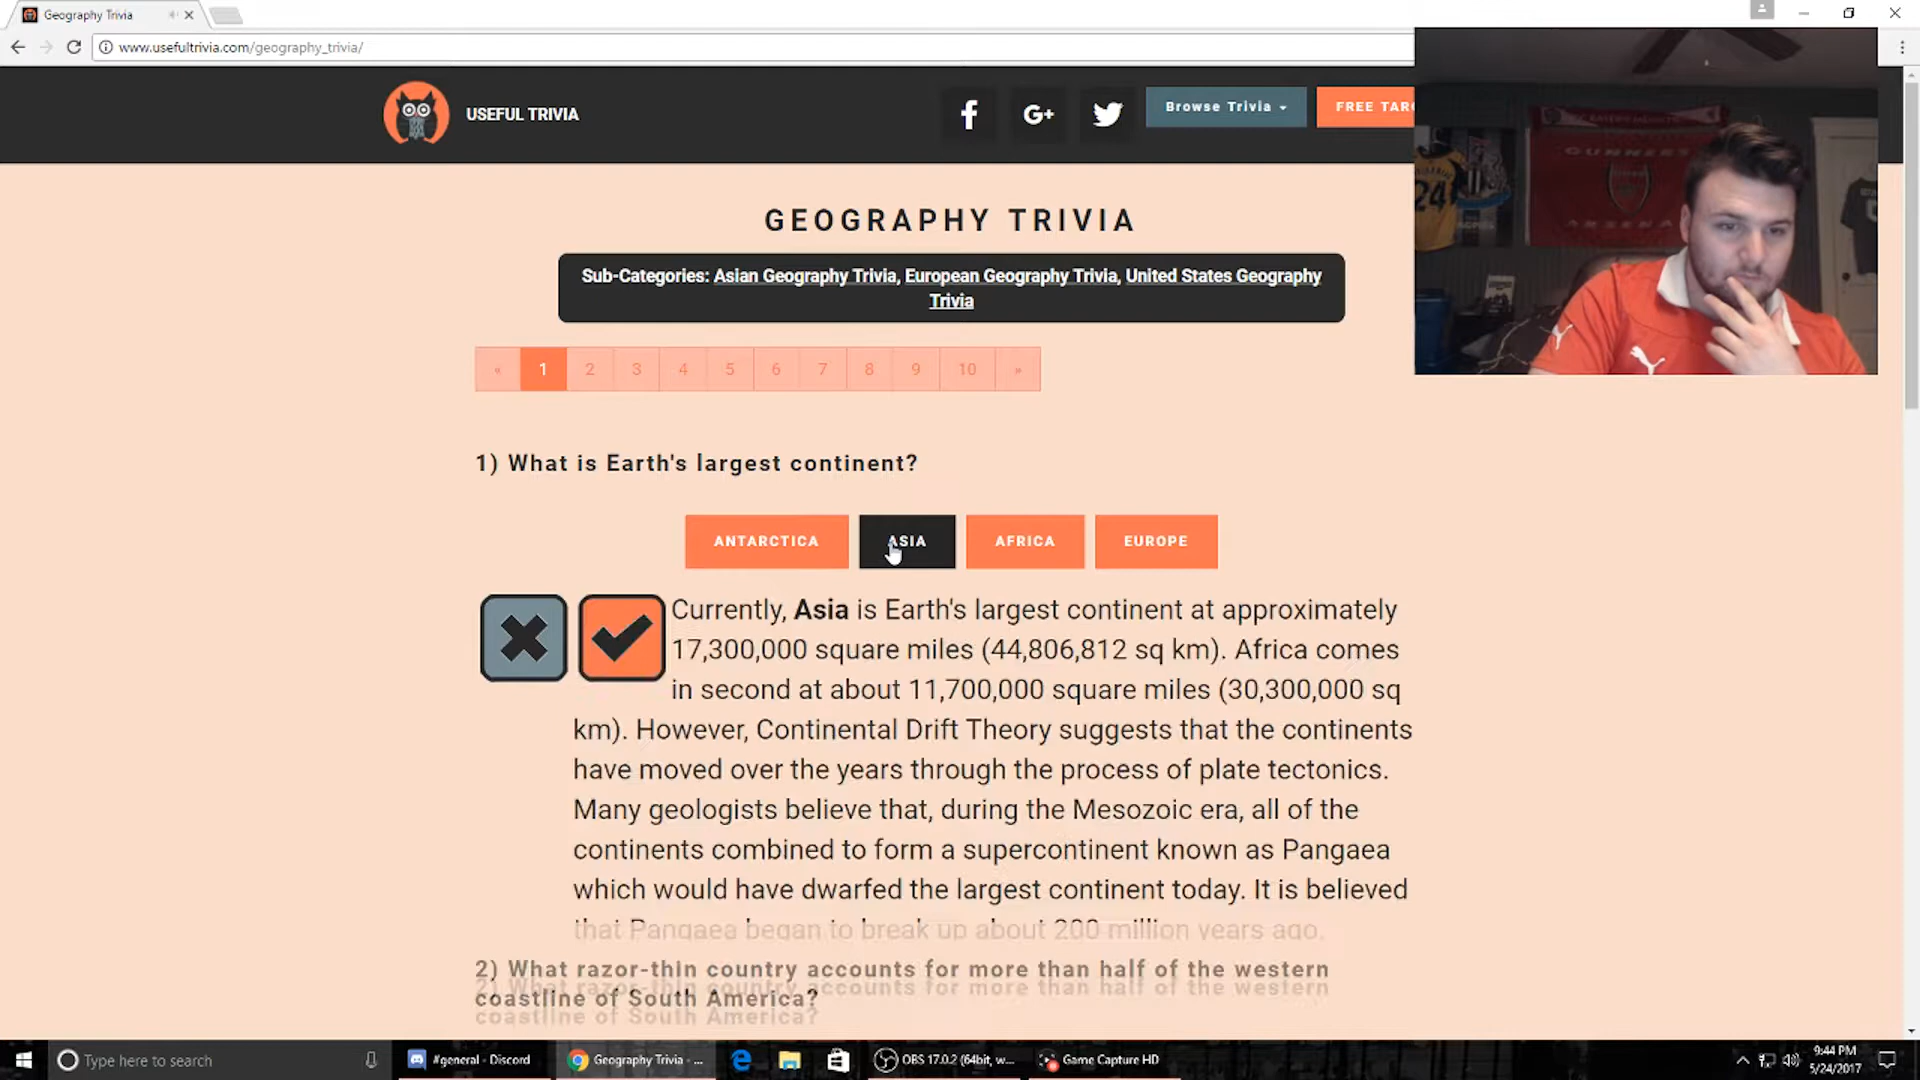 Geography Trivia
www.usefultrivia.com/geography_trivia/
USEFUL TRIVIA
f
G+
Browse Trivia
FREE TARO
GUNNERS
ARSENAL
24
GEOGRAPHY TRIVIA
Sub-Categories: Asian Geography Trivia, European Geography Trivia, United States Geography
Trivia
« 1 2 3 4 5 6 7 8 9 10 »
1) What is Earth's largest continent?
ANTARCTICA
ASIA
AFRICA
EUROPE
Currently, Asia is Earth's largest continent at approximately
17,300,000 square miles (44,806,812 sq km). Africa comes
in second at about 11,700,000 square miles (30,300,000 sq
km). However, Continental Drift Theory suggests that the continents
have moved over the years through the process of plate tectonics.
Many geologists believe that, during the Mesozoic era, all of the
continents combined to form a supercontinent known as Pangaea
which would have dwarfed the largest continent today. It is believed
that Pangaea began to break up about 200 million years ago.
2) What razor-thin country accounts for more than half of the western
coastline of South America?
Type here to search
#general - Discord
Geography Trivia - ...
OBS 17.0.2 (64bit, w...
Game Capture HD
9:44 PM
5/24/2017